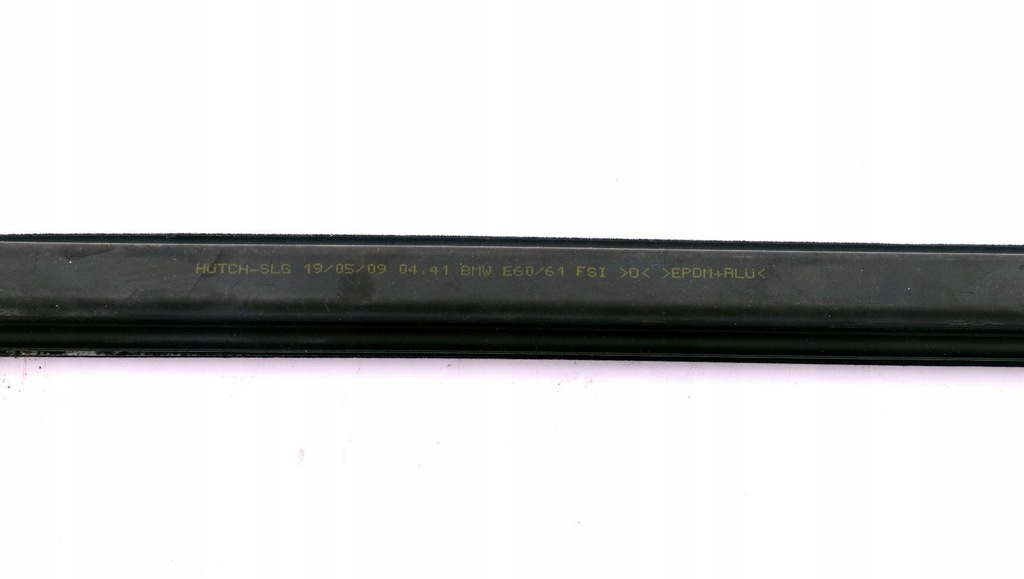 HUTCH-SLG 19/05/09 04:41 BMW E60/61 FSI >O< >EPDM+ALU<